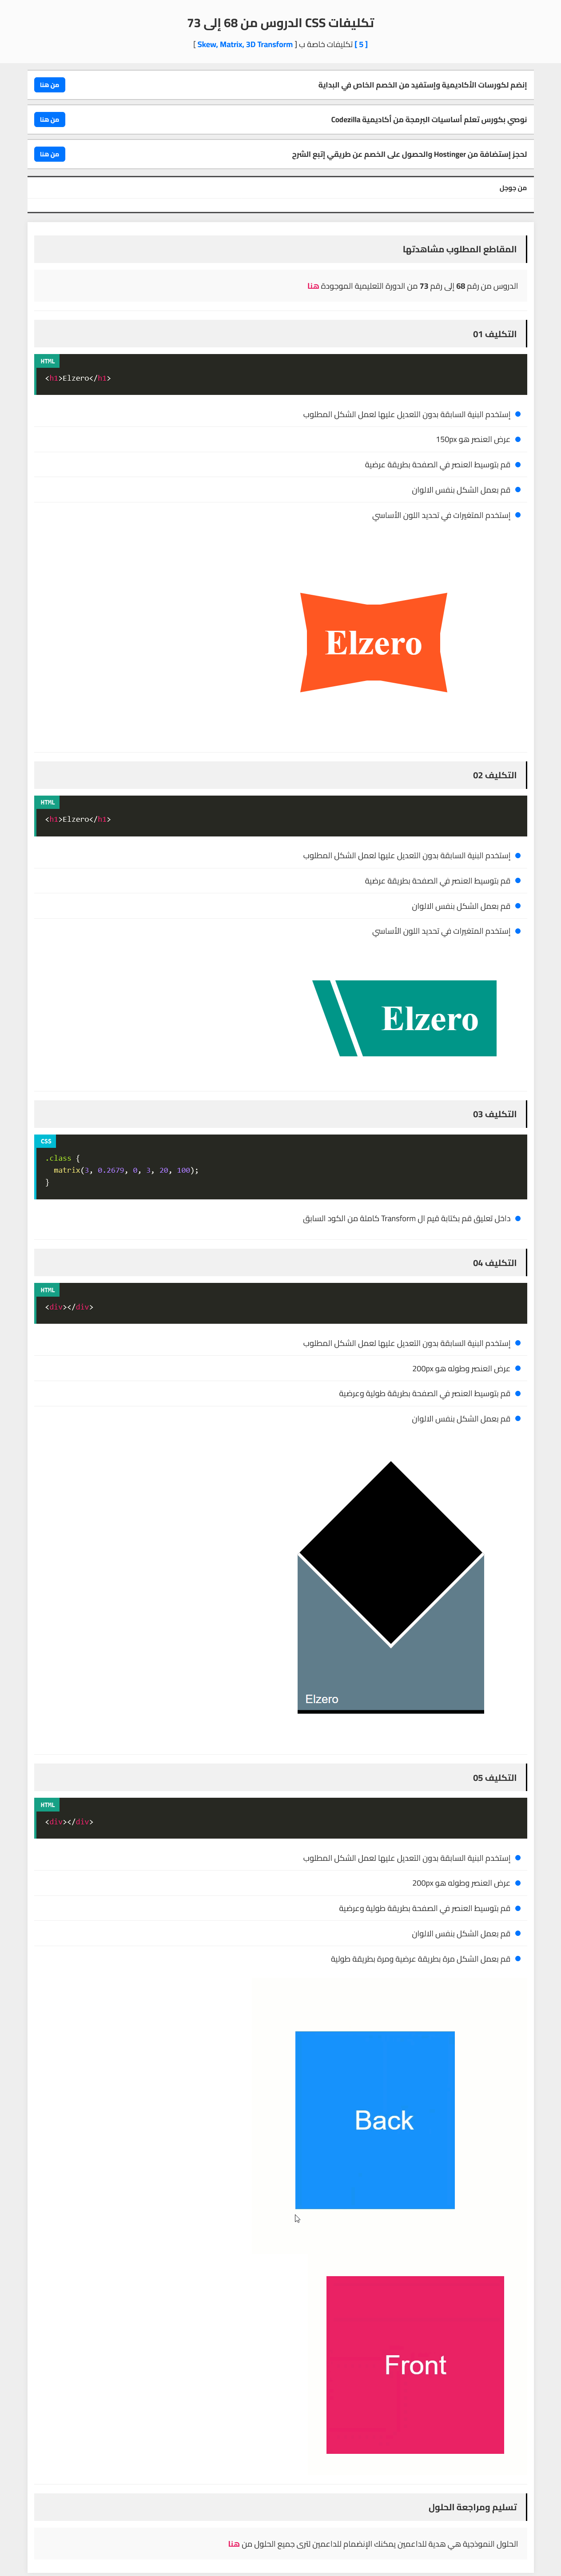 تكليفات CSS الدروس من 68 إلى 73
[ 5 ] تكليفات خاصة ب [ Skew, Matrix, 3D Transform ]
إنضم لكورسات الأكاديمية وإستفيد من الخصم الخاص في البداية
من هنا
نوصي بكورس تعلم أساسيات البرمجة من أكاديمية Codezilla
من هنا
لحجز إستضافة من Hostinger والحصول على الخصم عن طريقي إتبع الشرح
من هنا
من جوجل
المقاطع المطلوب مشاهدتها
الدروس من رقم 68 إلى رقم 73 من الدورة التعليمية الموجودة هنا
التكليف 01
HTML
<h1>Elzero</h1>
إستخدم البنية السابقة بدون التعديل عليها لعمل الشكل المطلوب
عرض العنصر هو 150px
قم بتوسيط العنصر في الصفحة بطريقة عرضية
قم بعمل الشكل بنفس الالوان
إستخدم المتغيرات في تحديد اللون الأساسي
Elzero
التكليف 02
HTML
<h1>Elzero</h1>
إستخدم البنية السابقة بدون التعديل عليها لعمل الشكل المطلوب
قم بتوسيط العنصر في الصفحة بطريقة عرضية
قم بعمل الشكل بنفس الالوان
إستخدم المتغيرات في تحديد اللون الأساسي
Elzero
التكليف 03
CSS
.class {
matrix(3, 0.2679, 0, 3, 20, 100);
}
داخل تعليق قم بكتابة قيم ال Transform كاملة من الكود السابق
التكليف 04
HTML
<div></div>
إستخدم البنية السابقة بدون التعديل عليها لعمل الشكل المطلوب
عرض العنصر وطوله هو 200px
قم بتوسيط العنصر في الصفحة بطريقة طولية وعرضية
قم بعمل الشكل بنفس الالوان
Elzero
التكليف 05
HTML
<div></div>
إستخدم البنية السابقة بدون التعديل عليها لعمل الشكل المطلوب
عرض العنصر وطوله هو 200px
قم بتوسيط العنصر في الصفحة بطريقة طولية وعرضية
قم بعمل الشكل بنفس الالوان
قم بعمل الشكل مرة بطريقة عرضية ومرة بطريقة طولية
Back
Front
تسليم ومراجعة الحلول
الحلول النموذجية هي هدية للداعمين يمكنك الإنضمام للداعمين لترى جميع الحلول من هنا